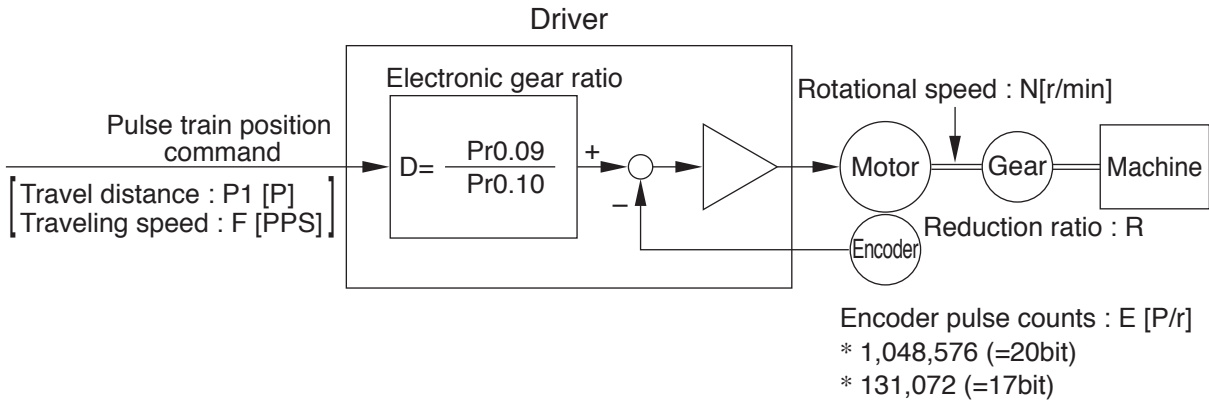 Driver
Electronic gear ratio
Pulse train position
command
Travel distance : P1 [P]
Traveling speed : F [PPS]
D= Pr0.09
Pr0.10
+
−
Rotational speed : N[r/min]
Motor
Gear
Machine
Encoder
Reduction ratio : R
Encoder pulse counts : E [P/r]
* 1,048,576 (=20bit)
* 131,072 (=17bit)